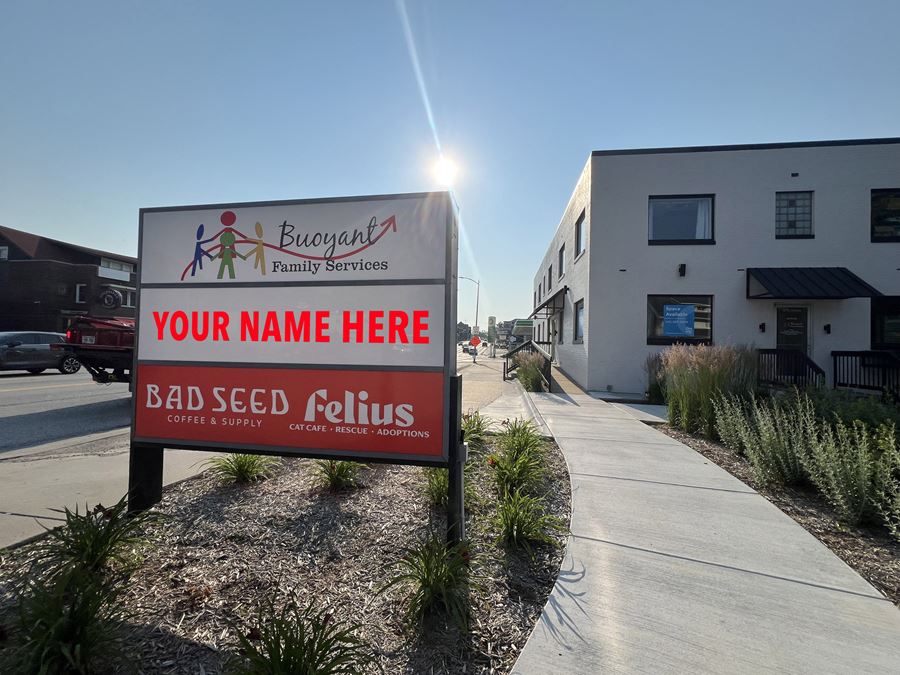 Buoyant
Family Services
YOUR NAME HERE
BAD SEED
COFFEE & SUPPLY
Felius
CAT CAFE • RESCUE • ADOPTIONS
Space
Available